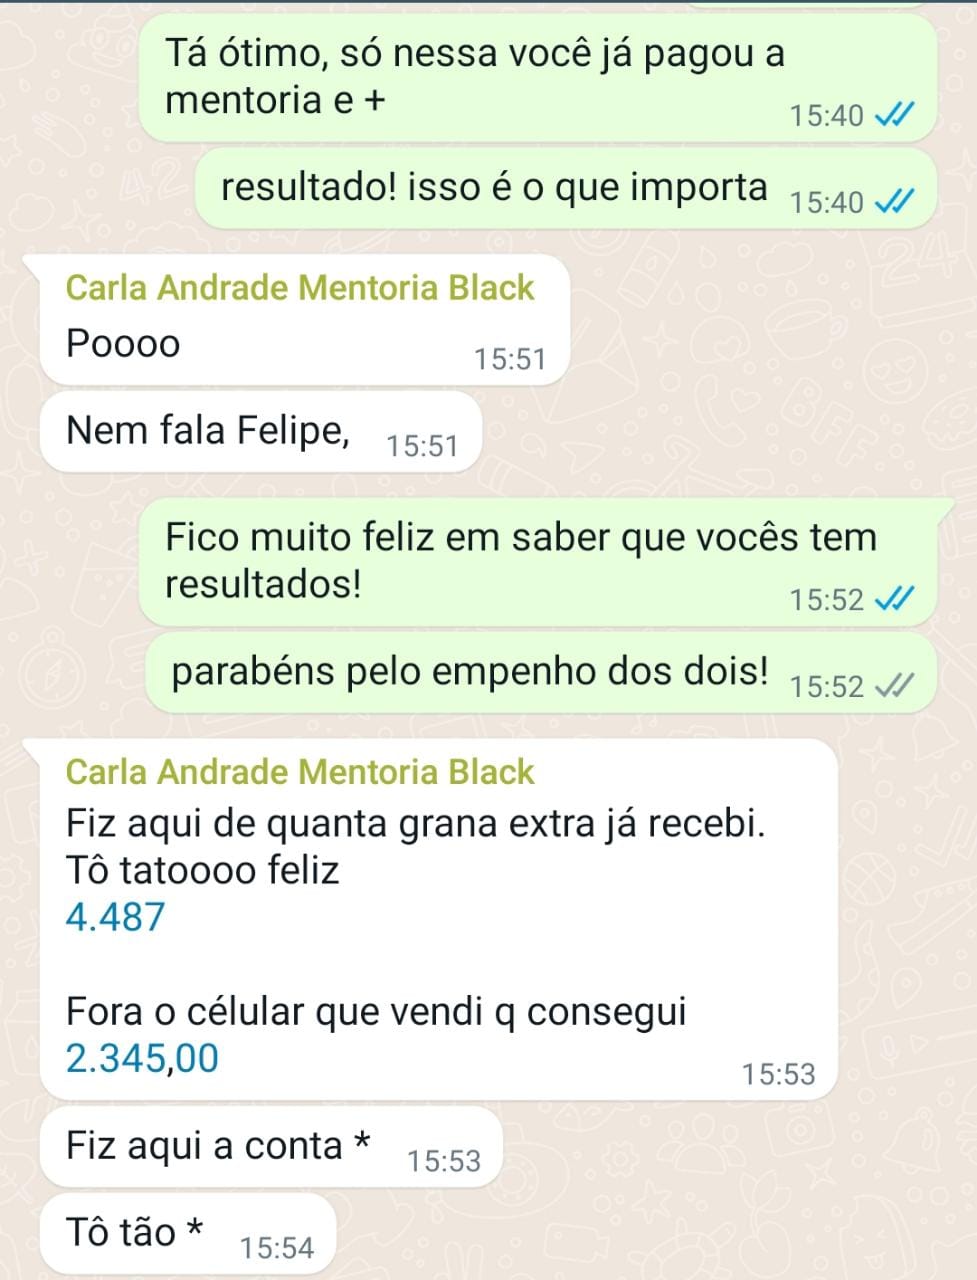 Tá ótimo, só nessa você já pagou a
mentoria e +
15:40
resultado! isso é o que importa
15:40
Carla Andrade Mentoria Black
Poooo
15:51
Nem fala Felipe,
15:51
Fico muito feliz em saber que vocês tem
resultados!
15:52
parabéns pelo empenho dos dois!
15:52
Carla Andrade Mentoria Black
Fiz aqui de quanta grana extra já recebi.
Tô tatoooo feliz
4.487
Fora o célular que vendi q consegui
2.345,00
15:53
Fiz aqui a conta *
15:53
Tô tão *
15:54